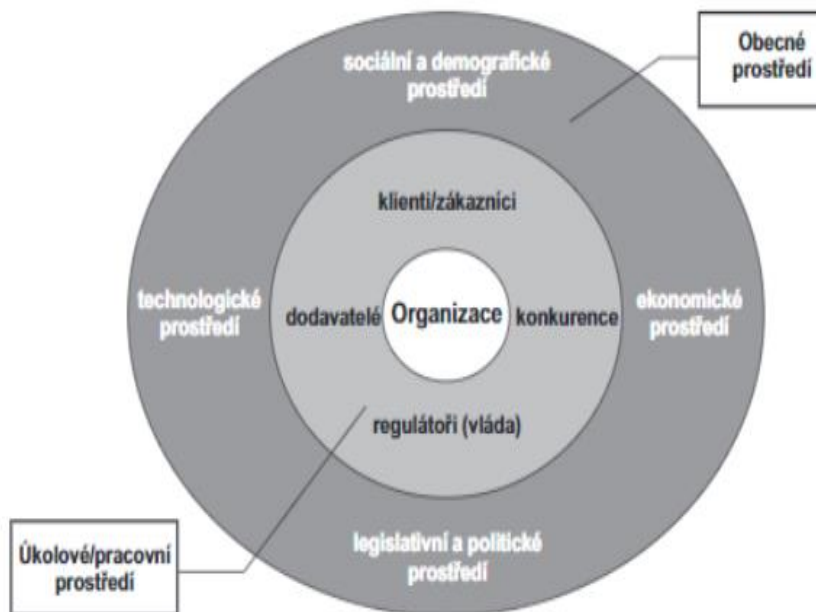 sociální a demografické
prostředí
Obecné
prostředí
klienti/zákazníci
technologické
prostředí
dodavatelé
Organizace
konkurence
ekonomické
prostředí
regulátoři (vláda)
Úkolové/pracovní
prostředí
legislativní a politické
prostředí